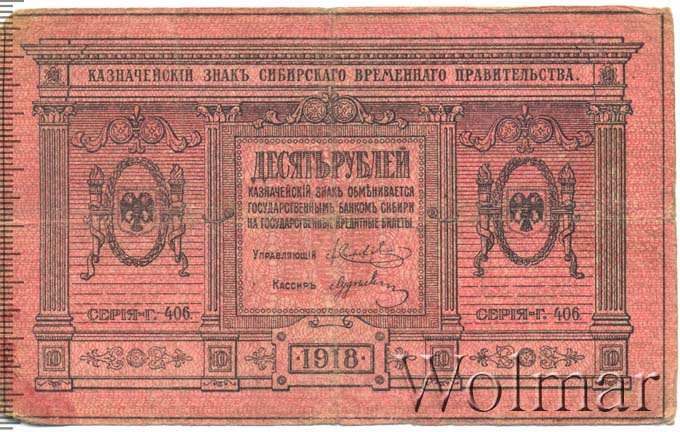 КАЗНАЧЕЙСКІЙ ЗНАКЪ СИБИРСКАГО ВРЕМЕННАГО ПРАВИТЕЛЬСТВА.
ДЕСЯТЬ РУБЛЕЙ
КАЗНАЧЕЙСКІЙ ЗНАКЪ ОБМѢНИВАЕТСЯ
ГОСУДАРСТВЕННЫМЪ БАНКОМЪ СИБИРИ
НА ГОСУДАРСТВЕННЫЕ КРЕДИТНЫЕ БИЛЕТЫ.
УПРАВЛЯЮЩІЙ
КАССИРЪ
СЕРІЯ-Г. 406.
СЕРІЯ-Г. 406.
10 10 10 10
·1918·
Wolmar